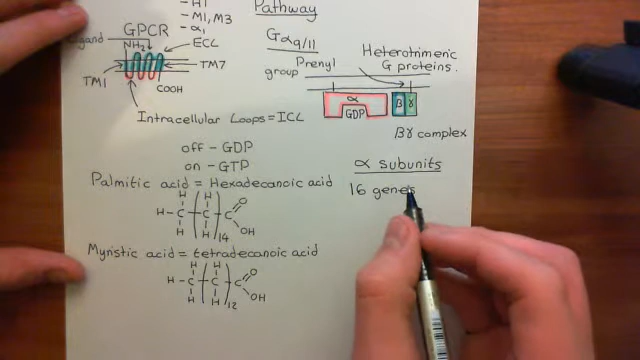 - H1
- M1, M3
- α1
Pathway
GPCR
Ligand
NH2
ECL
TM7
TM1
COOH
Intracellular Loops = ICL
Gαq/11
Prenyl
group
Heterotrimeric
G proteins.
α
GDP
β
γ
βγ complex
off - GDP
on - GTP
α subunits
16 genes
Palmitic acid = Hexadecanoic acid
H H O
H - C - ( C ) - C
H H 14 OH
Myristic acid = tetradecanoic acid
H H O
H - C - ( C ) - C
H H 12 OH